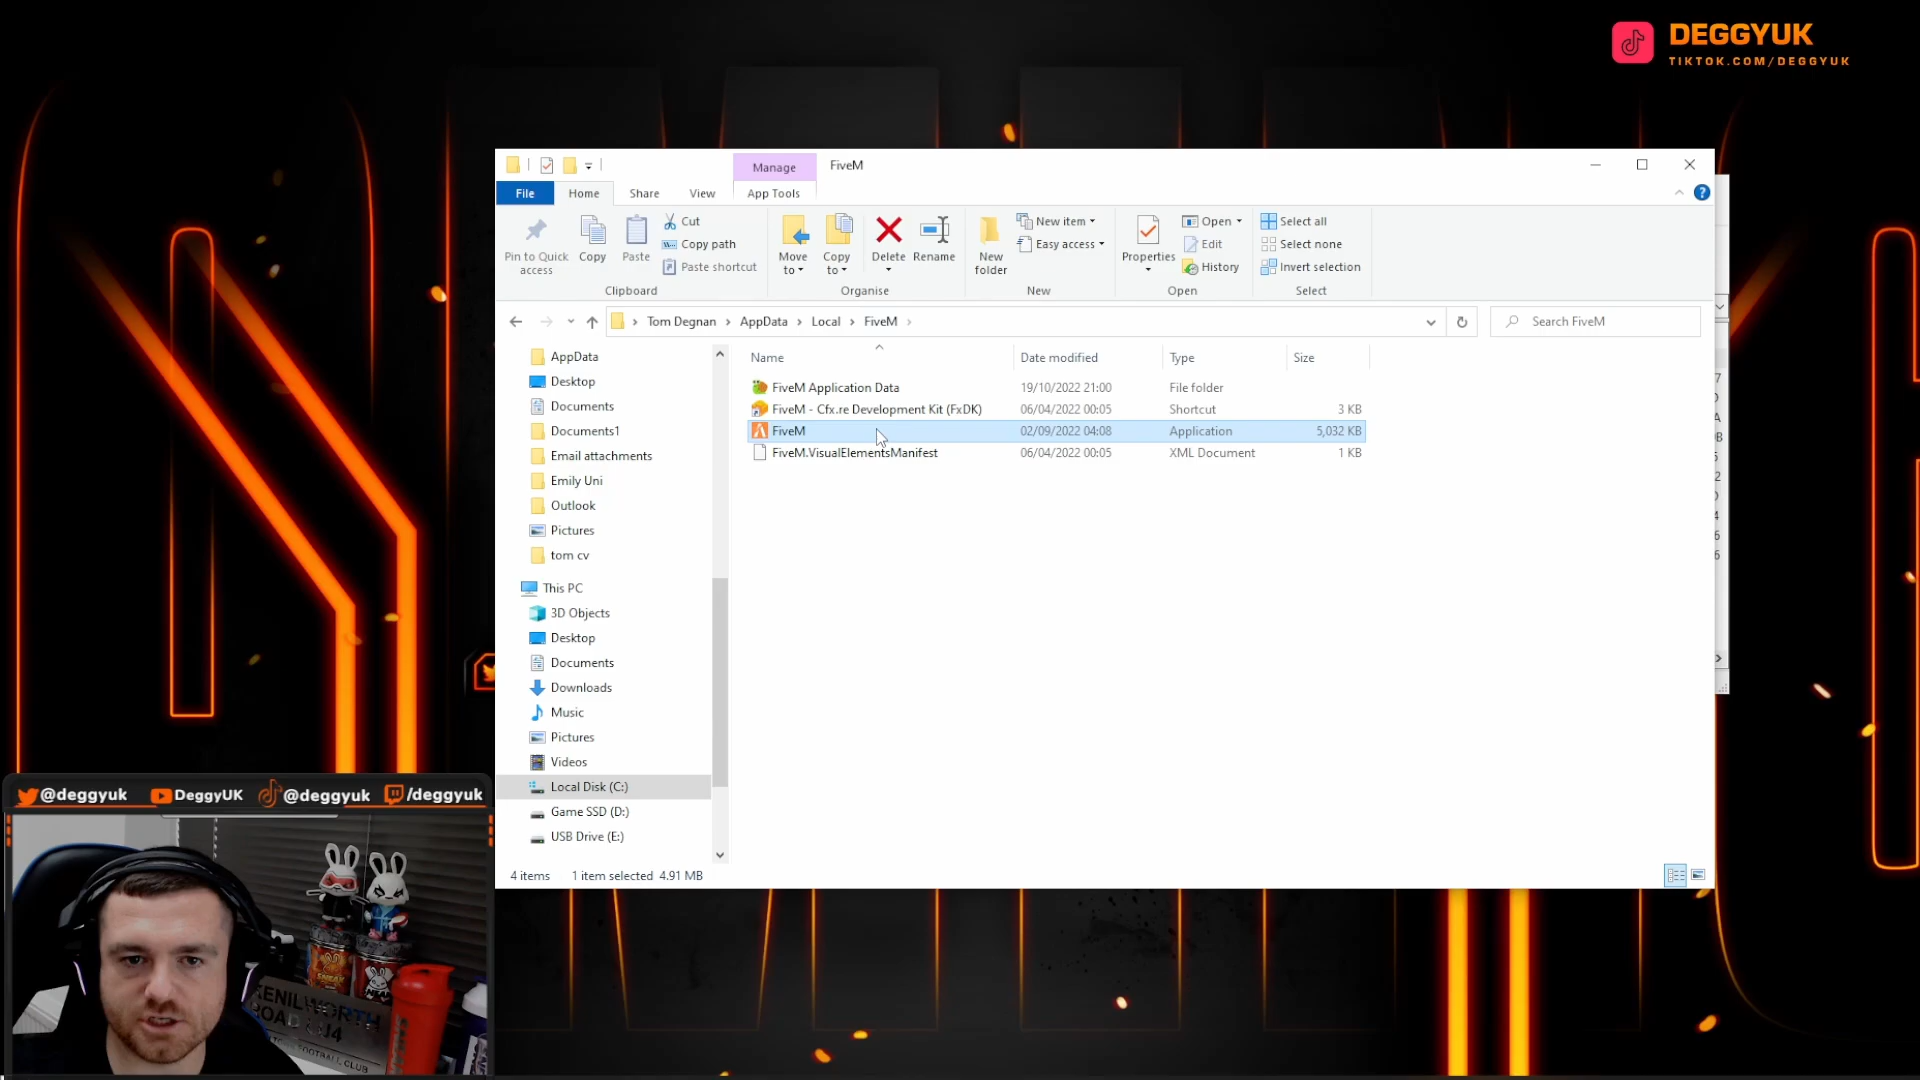 DEGGYUK
TIKTOK.COM/DEGGYUK
Manage
FiveM
File
Home
Share
View
App Tools
Pin to Quick access
Copy
Paste
Cut
Copy path
Paste shortcut
Clipboard
Move to
Copy to
Delete
Rename
Organise
New folder
New item
Easy access
New
Properties
Open
Edit
History
Open
Select all
Select none
Invert selection
Select
Tom Degnan
AppData
Local
FiveM
Search FiveM
AppData
Desktop
Documents
Documents1
Email attachments
Emily Uni
Outlook
Pictures
tom cv
This PC
3D Objects
Desktop
Documents
Downloads
Music
Pictures
Videos
Local Disk (C:)
Game SSD (D:)
USB Drive (E:)
Name Date modified Type Size
FiveM Application Data 19/10/2022 21:00 File folder
FiveM - Cfx.re Development Kit (FxDK) 06/04/2022 00:05 Shortcut 3 KB
FiveM 02/09/2022 04:08 Application 5,032 KB
FiveM.VisualElementsManifest 06/04/2022 00:05 XML Document 1 KB
4 items 1 item selected 4.91 MB
@deggyuk DeggyUK @deggyuk /deggyuk
KENILWORTH
ROAD LU4
FOOTBALL CLUB